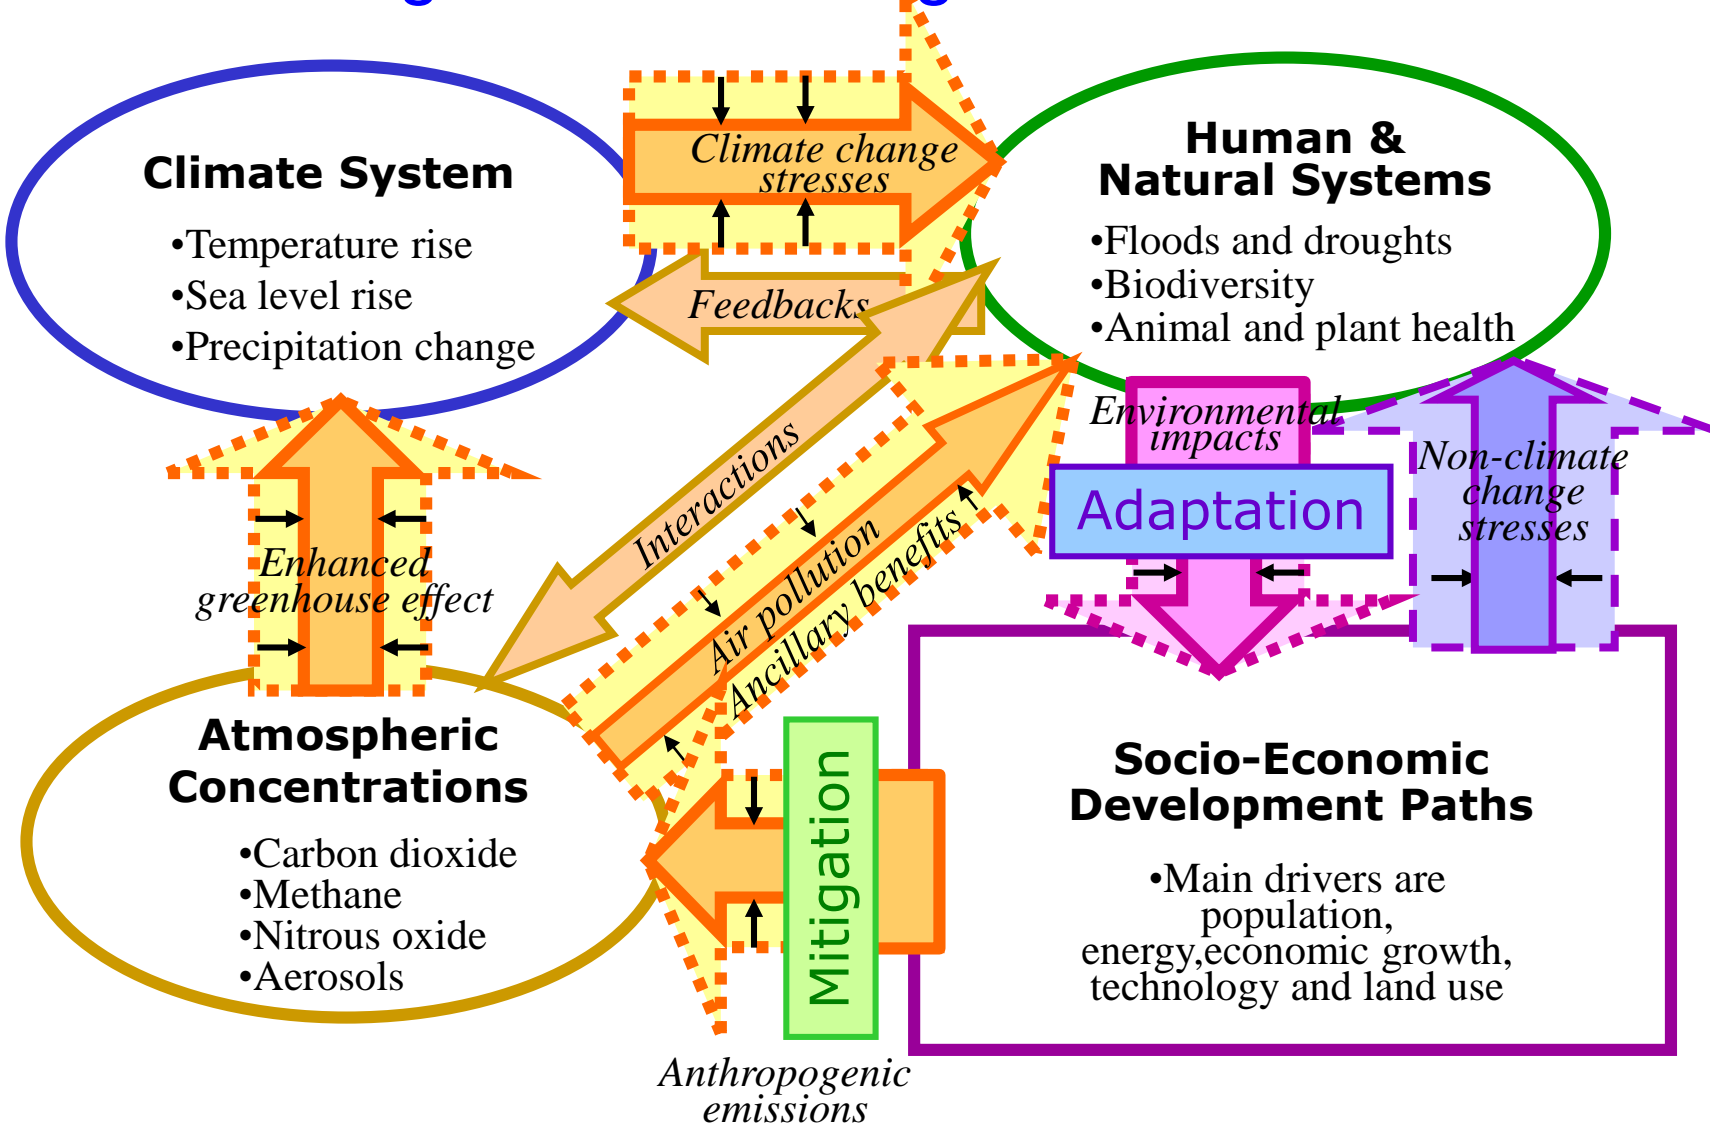 Climate System
•Temperature rise
•Sea level rise
•Precipitation change
Climate change
stresses
Feedbacks
Human &
Natural Systems
•Floods and droughts
•Biodiversity
•Animal and plant health
Interactions
Enhanced
greenhouse effect
Air pollution
Ancillary benefits
Environmental
impacts
Adaptation
Non-climate
change
stresses
Atmospheric
Concentrations
•Carbon dioxide
•Methane
•Nitrous oxide
•Aerosols
Mitigation
Anthropogenic
emissions
Socio-Economic
Development Paths
•Main drivers are
population,
energy,economic growth,
technology and land use